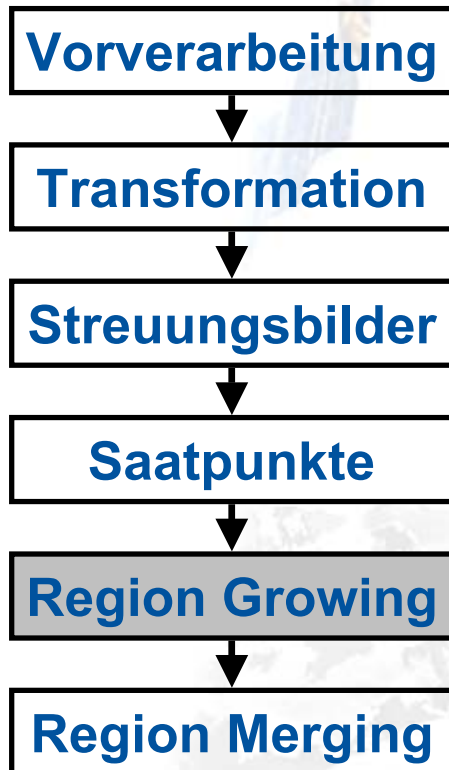 Vorverarbeitung
Transformation
Streuungsbilder
Saatpunkte
Region Growing
Region Merging